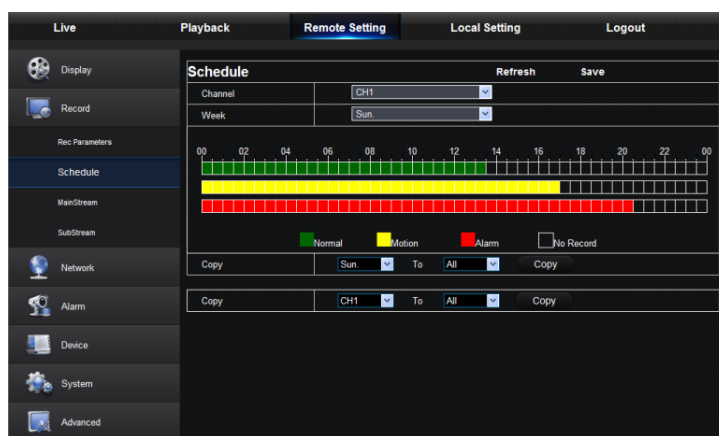 Live Playback Remote Setting Local Setting Logout
Display
Record
Rec Parameters
Schedule
MainStream
SubStream
Network
Alarm
Device
System
Advanced
Schedule Refresh Save
Channel CH1
Week Sun.
00 02 04 06 08 10 12 14 16 18 20 22 00
Normal Motion Alarm No Record
Copy Sun. To All Copy
Copy CH1 To All Copy